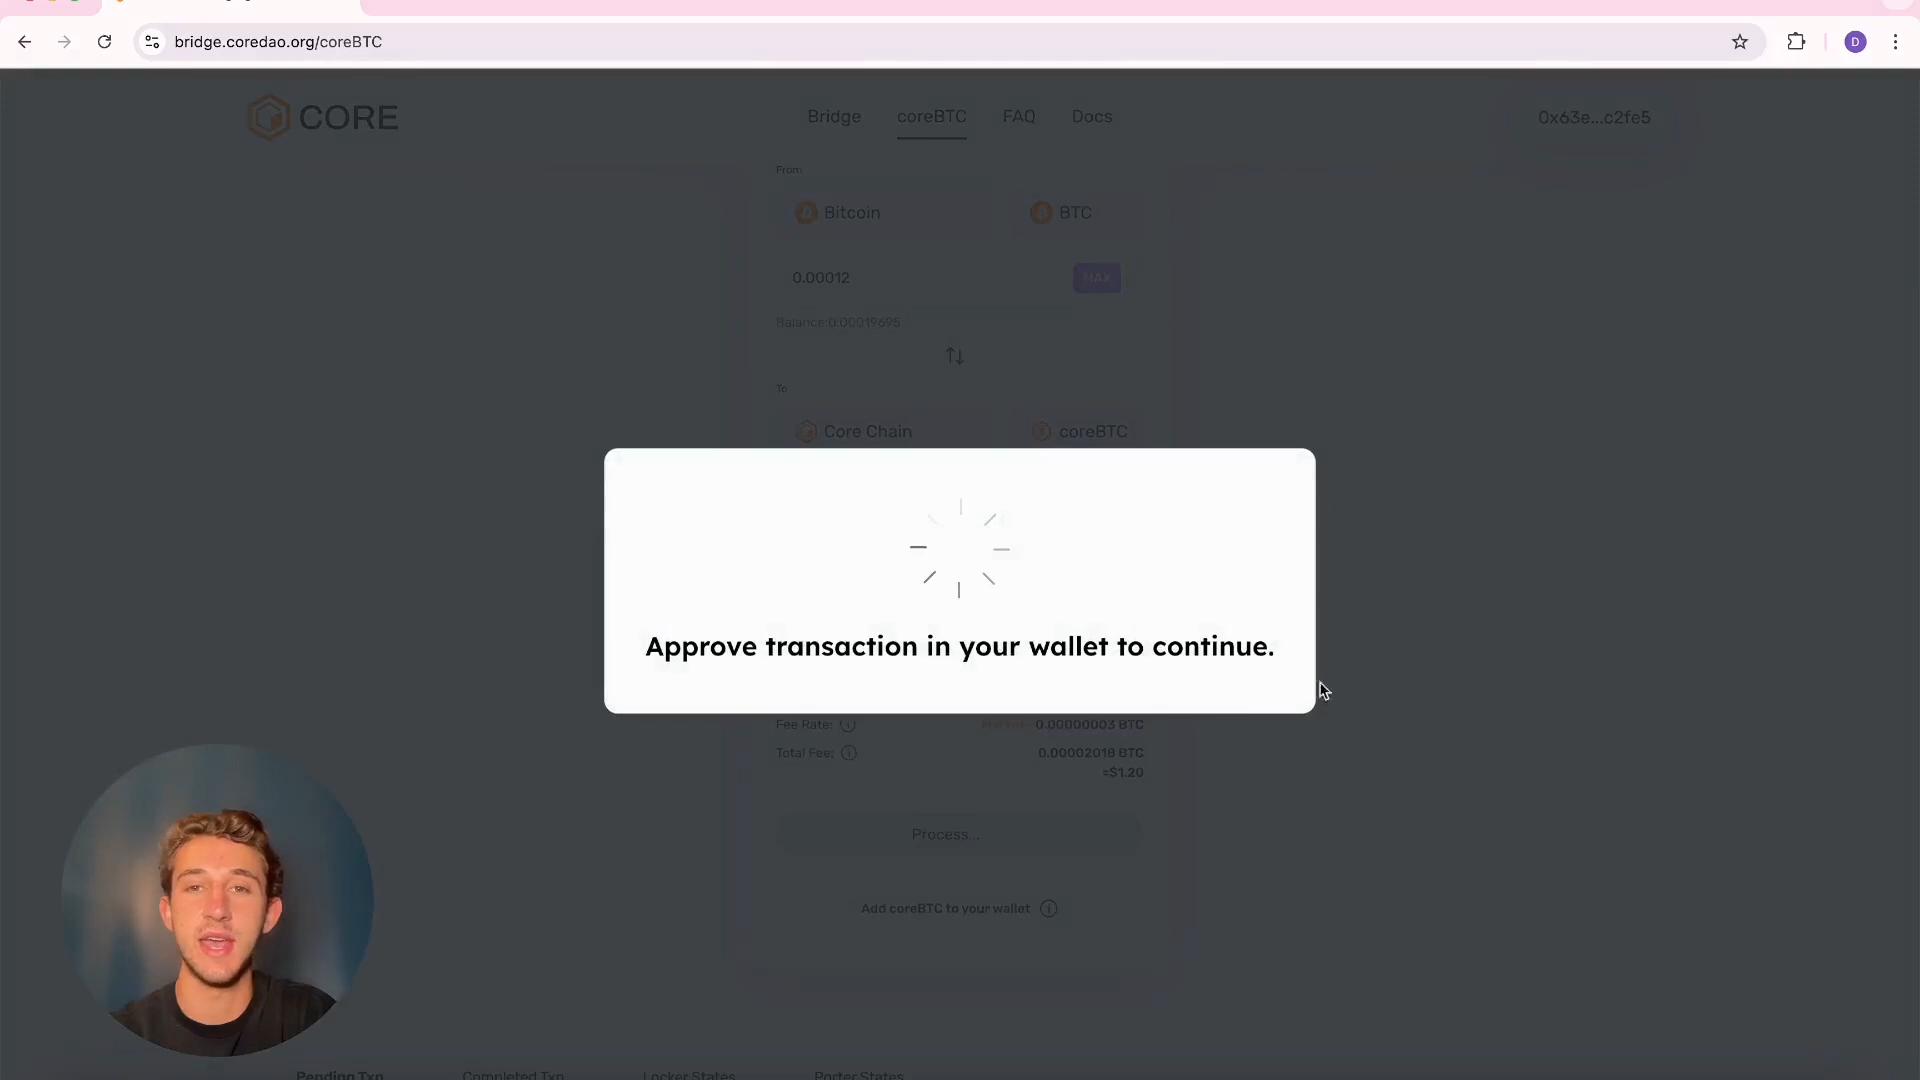 bridge.coredao.org/coreBTC
D
CORE
Bridge
coreBTC
FAQ
Docs
0x63e...c2fe5
From
Bitcoin
BTC
0.00012
MAX
Balance:0.00019695
To
Core Chain
coreBTC
Approve transaction in your wallet to continue.
Fee Rate:
0.00000003 BTC
Total Fee:
0.00002018 BTC
≈$1.20
Process...
Add coreBTC to your wallet
Pending Txn
Completed Txn
Locker States
Porter States